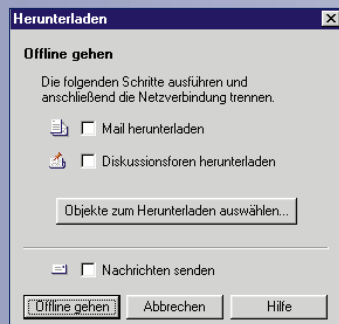 Herunterladen
Offline gehen
Die folgenden Schritte ausführen und
anschließend die Netzverbindung trennen.
Mail herunterladen
Diskussionsforen herunterladen
Objekte zum Herunterladen auswählen...
Nachrichten senden
Offline gehen Abbrechen Hilfe